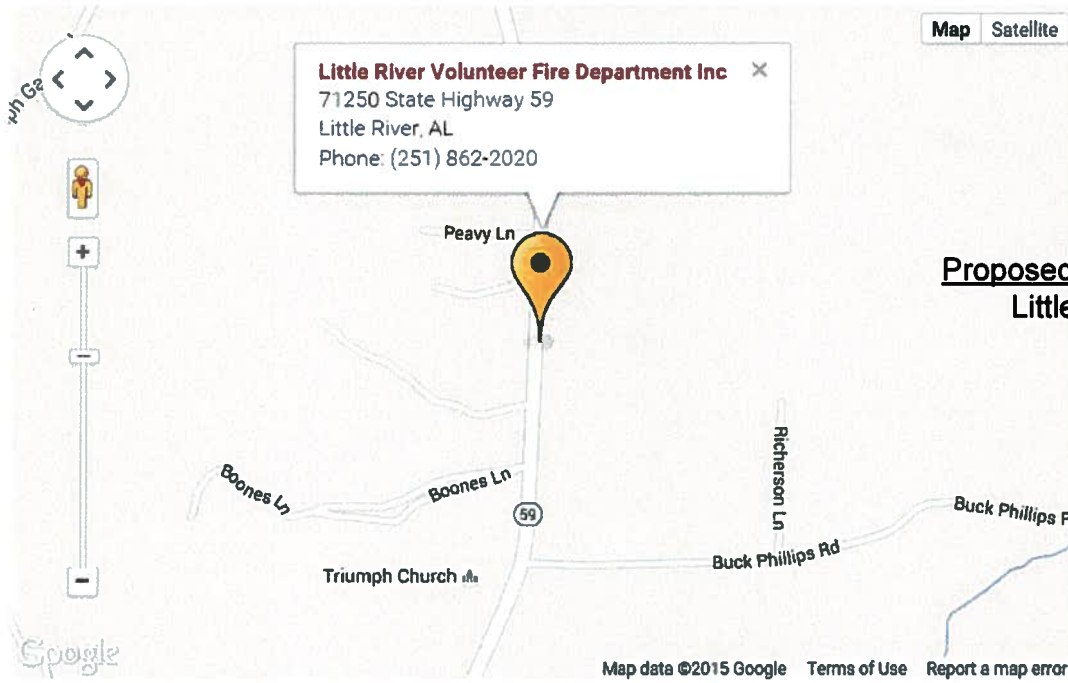 Map Satellite
Little River Volunteer Fire Department Inc
71250 State Highway 59
Little River, AL
Phone: (251) 862-2020
Peavy Ln
Proposed
Little
Richerson Ln
Boones Ln
Boones Ln
59
Buck Phillips
Buck Phillips Rd
Triumph Church
Google
Map data ©2015 Google Terms of Use Report a map error